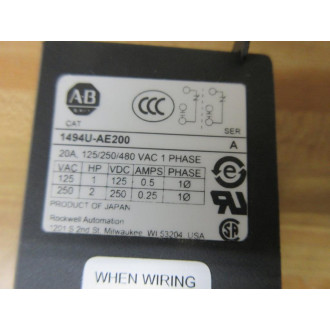 A-B
CCC
CAT
SER
1494U-AE200
A
20A, 125/250/480 VAC 1 PHASE
VAC HP VDC AMPS PHASE
125 1 125 0.5 1Ø
250 2 250 0.25 1Ø
PRODUCT OF JAPAN
Rockwell Automation
1201 S 2nd St. Milwaukee, WI 53204 USA
WHEN WIRING